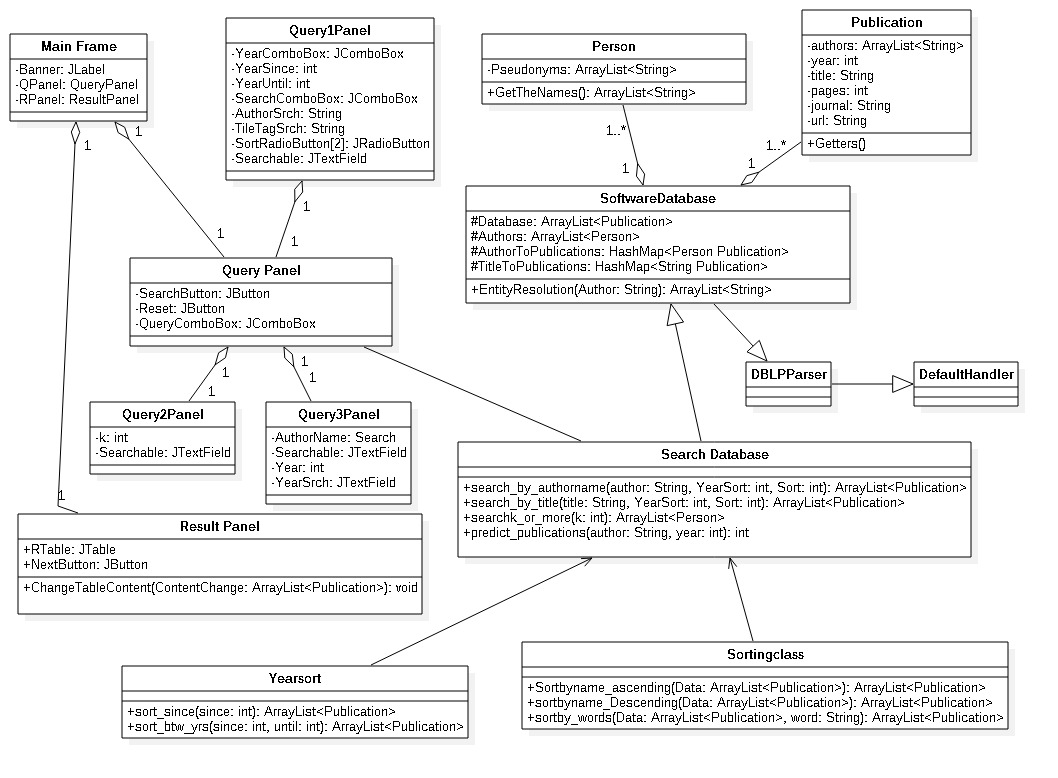 Main Frame
-Banner: JLabel
-QPanel: QueryPanel
-RPanel: ResultPanel
Query1Panel
-YearComboBox: JComboBox
-YearSince: int
-YearUntil: int
-SearchComboBox: JComboBox
-AuthorSrch: String
-TileTagSrch: String
-SortRadioButton[2]: JRadioButton
-Searchable: JTextField
Person
-Pseudonyms: ArrayList<String>
+GetTheNames(): ArrayList<String>
Publication
-authors: ArrayList<String>
-year: int
-title: String
-pages: int
-journal: String
-url: String
+Getters()
1
1
1
1
1
1
1..*
1
1..*
1
SoftwareDatabase
#Database: ArrayList<Publication>
#Authors: ArrayList<Person>
#AuthorToPublications: HashMap<Person Publication>
#TitleToPublications: HashMap<String Publication>
+EntityResolution(Author: String): ArrayList<String>
Query Panel
-SearchButton: JButton
-Reset: JButton
-QueryComboBox: JComboBox
1
1
1
1
DBLPParser
DefaultHandler
Query2Panel
-k: int
-Searchable: JTextField
Query3Panel
-AuthorName: Search
-Searchable: JTextField
-Year: int
-YearSrch: JTextField
Search Database
+search_by_authorname(author: String, YearSort: int, Sort: int): ArrayList<Publication>
+search_by_title(title: String, YearSort: int, Sort: int): ArrayList<Publication>
+searchk_or_more(k: int): ArrayList<Person>
+predict_publications(author: String, year: int): int
Result Panel
+RTable: JTable
+NextButton: JButton
+ChangeTableContent(ContentChange: ArrayList<Publication>): void
Yearsort
+sort_since(since: int): ArrayList<Publication>
+sort_btw_yrs(since: int, until: int): ArrayList<Publication>
Sortingclass
+Sortbyname_ascending(Data: ArrayList<Publication>): ArrayList<Publication>
+sortbyname_Descending(Data: ArrayList<Publication>): ArrayList<Publication>
+sortby_words(Data: ArrayList<Publication>, word: String): ArrayList<Publication>